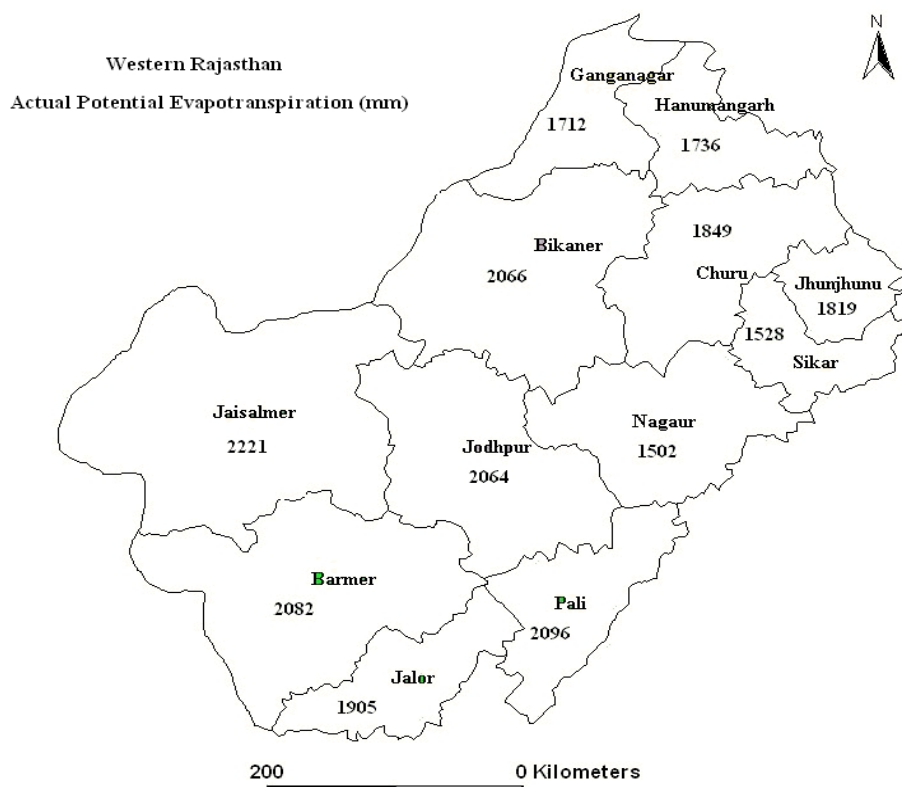 N
Western Rajasthan
Actual Potential Evapotranspiration (mm)
Ganganagar
1712
Hanumangarh
1736
Bikaner
2066
1849
Churu
Jhunjhunu
1819
1528
Sikar
Jaisalmer
2221
Jodhpur
2064
Nagaur
1502
Barmer
2082
Pali
2096
Jalor
1905
200 0 Kilometers